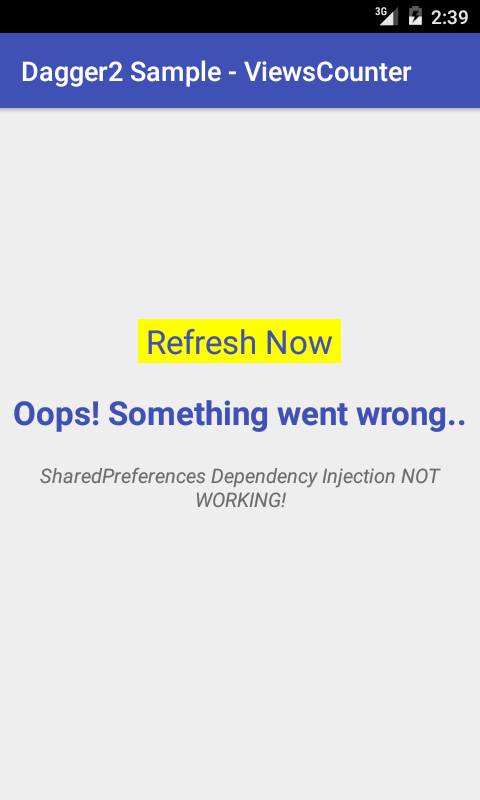 3G 2:39
Dagger2 Sample - ViewsCounter
Refresh Now
Oops! Something went wrong..
SharedPreferences Dependency Injection NOT
WORKING!